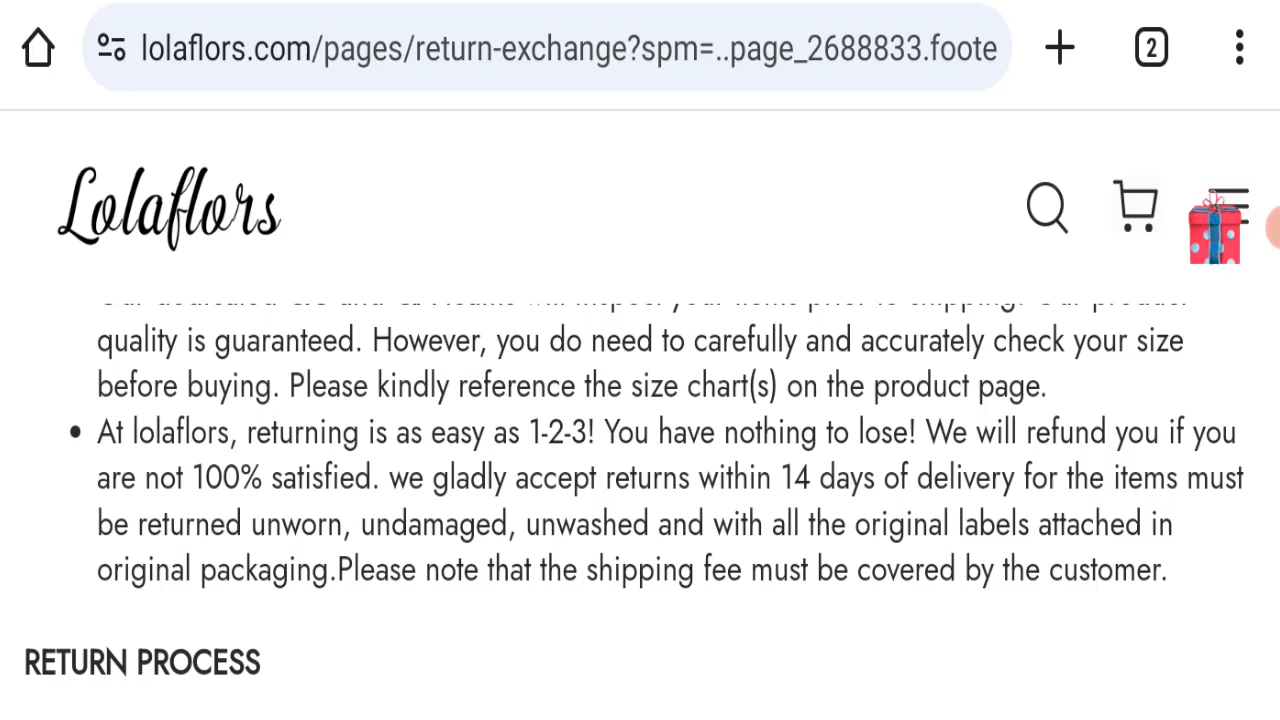 lolaflors.com/pages/return-exchange?spm=..page_2688833.foote
2
Lolaflors
quality is guaranteed. However, you do need to carefully and accurately check your size
before buying. Please kindly reference the size chart(s) on the product page.
• At lolaflors, returning is as easy as 1-2-3! You have nothing to lose! We will refund you if you
are not 100% satisfied. we gladly accept returns within 14 days of delivery for the items must
be returned unworn, undamaged, unwashed and with all the original labels attached in
original packaging.Please note that the shipping fee must be covered by the customer.
RETURN PROCESS